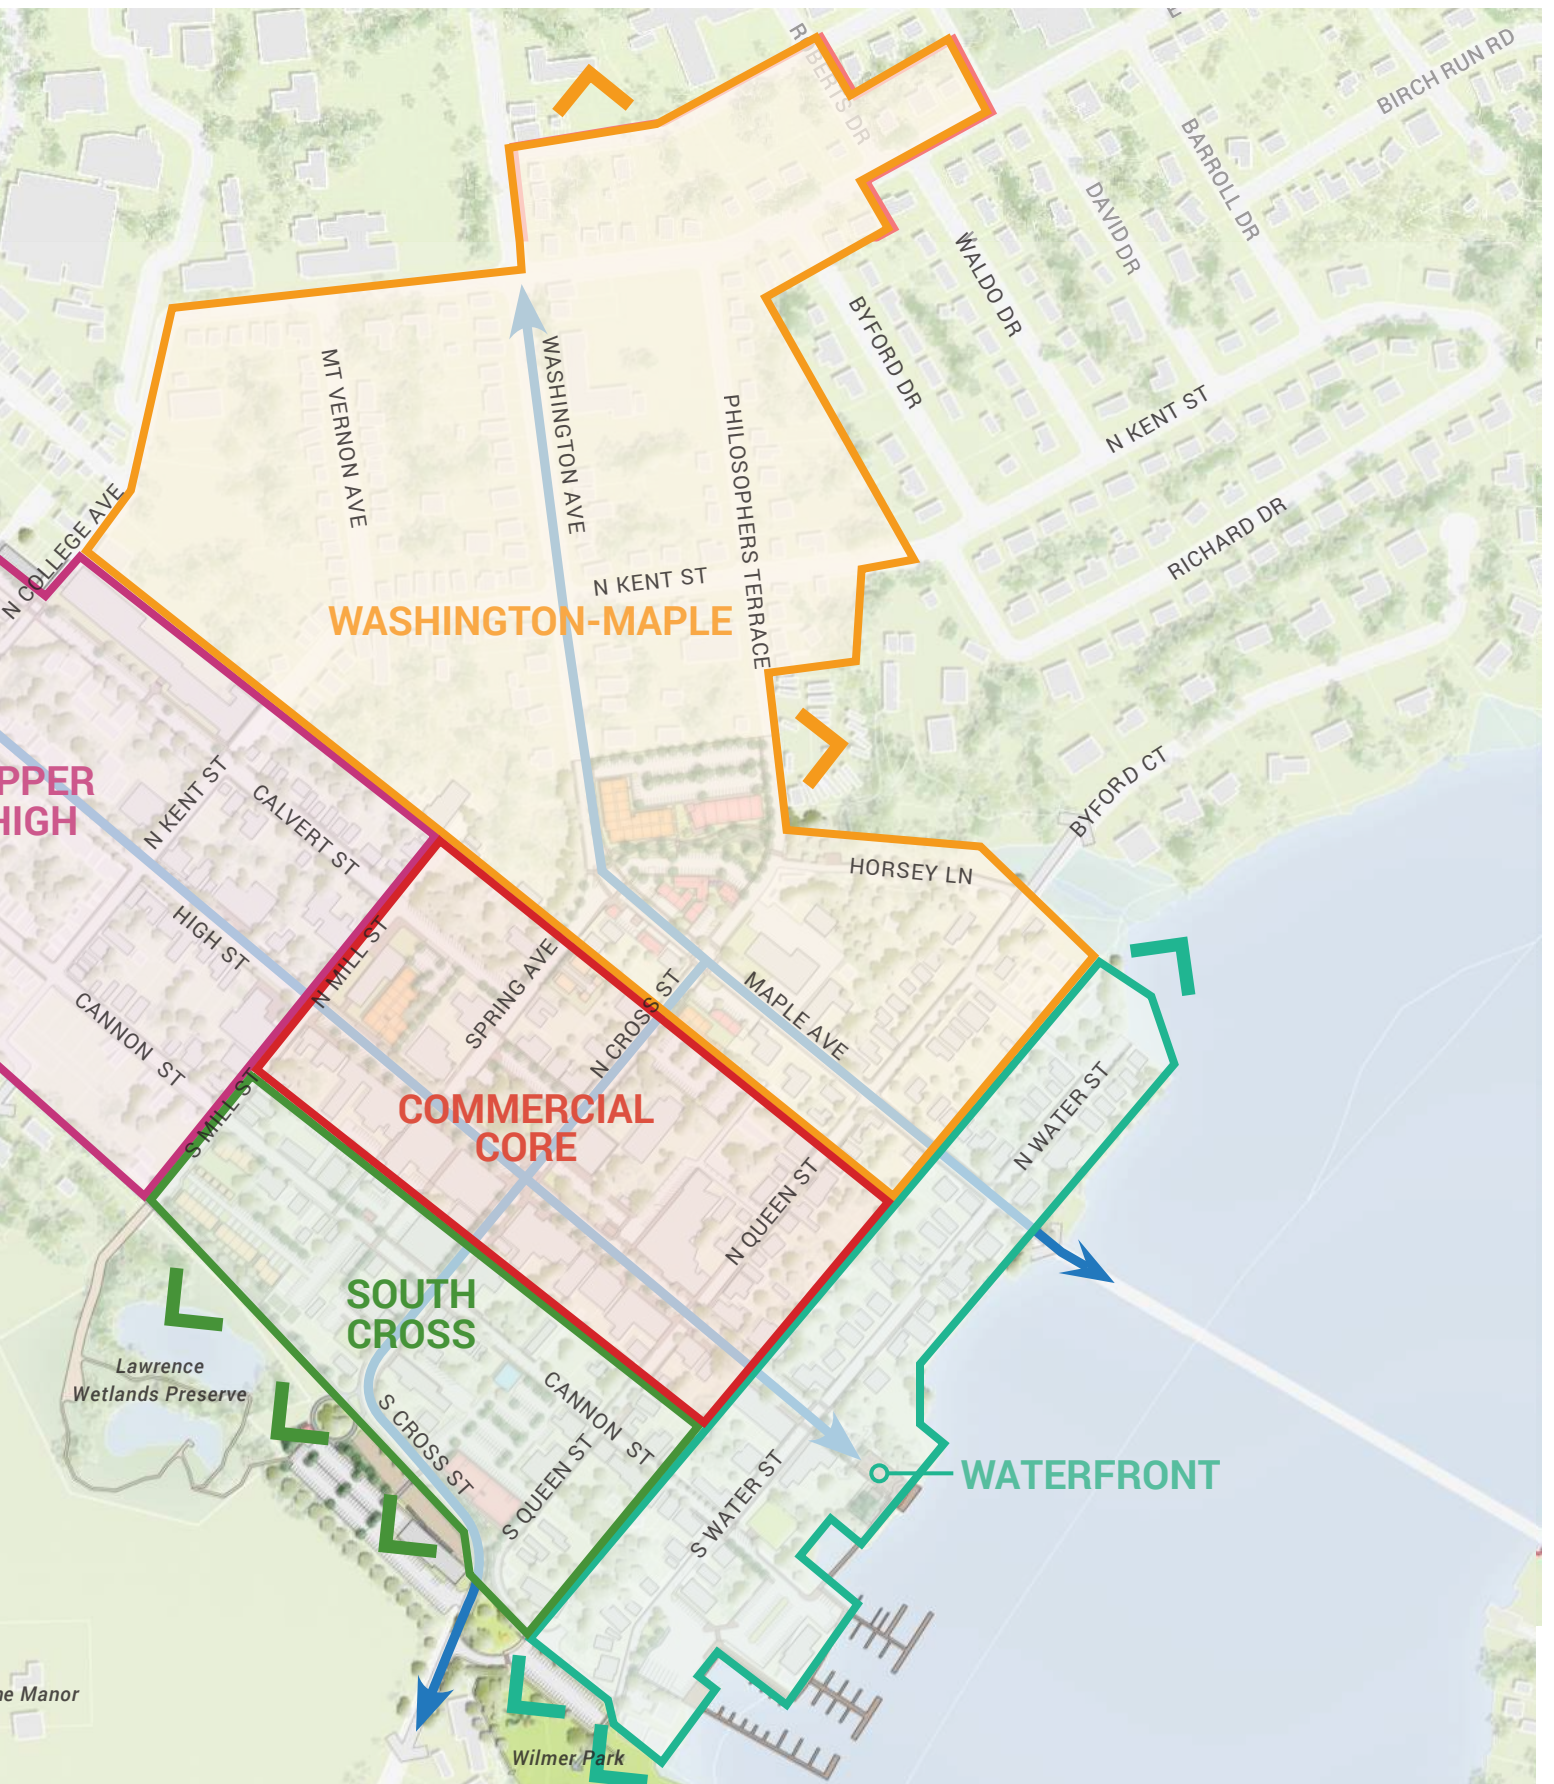 BIRCH RUN RD
BARROLL DR
DAVID DR
WALDO DR
BYFORD DR
MT VERNON AVE
WASHINGTON AVE
PHILOSOPHERS TERRACE
N KENT ST
RICHARD DR
N COLLEGE AVE
N KENT ST
WASHINGTON-MAPLE
BYFORD CT
PPER
HIGH
N KENT ST
CALVERT ST
HORSEY LN
HIGH ST
N MILL ST
SPRING AVE
N CROSS ST
MAPLE AVE
CANNON ST
S MILL ST
COMMERCIAL
CORE
N WATER ST
N QUEEN ST
SOUTH
CROSS
Lawrence
Wetlands Preserve
S CROSS ST
CANNON ST
S QUEEN ST
S WATER ST
WATERFRONT
ne Manor
Wilmer Park